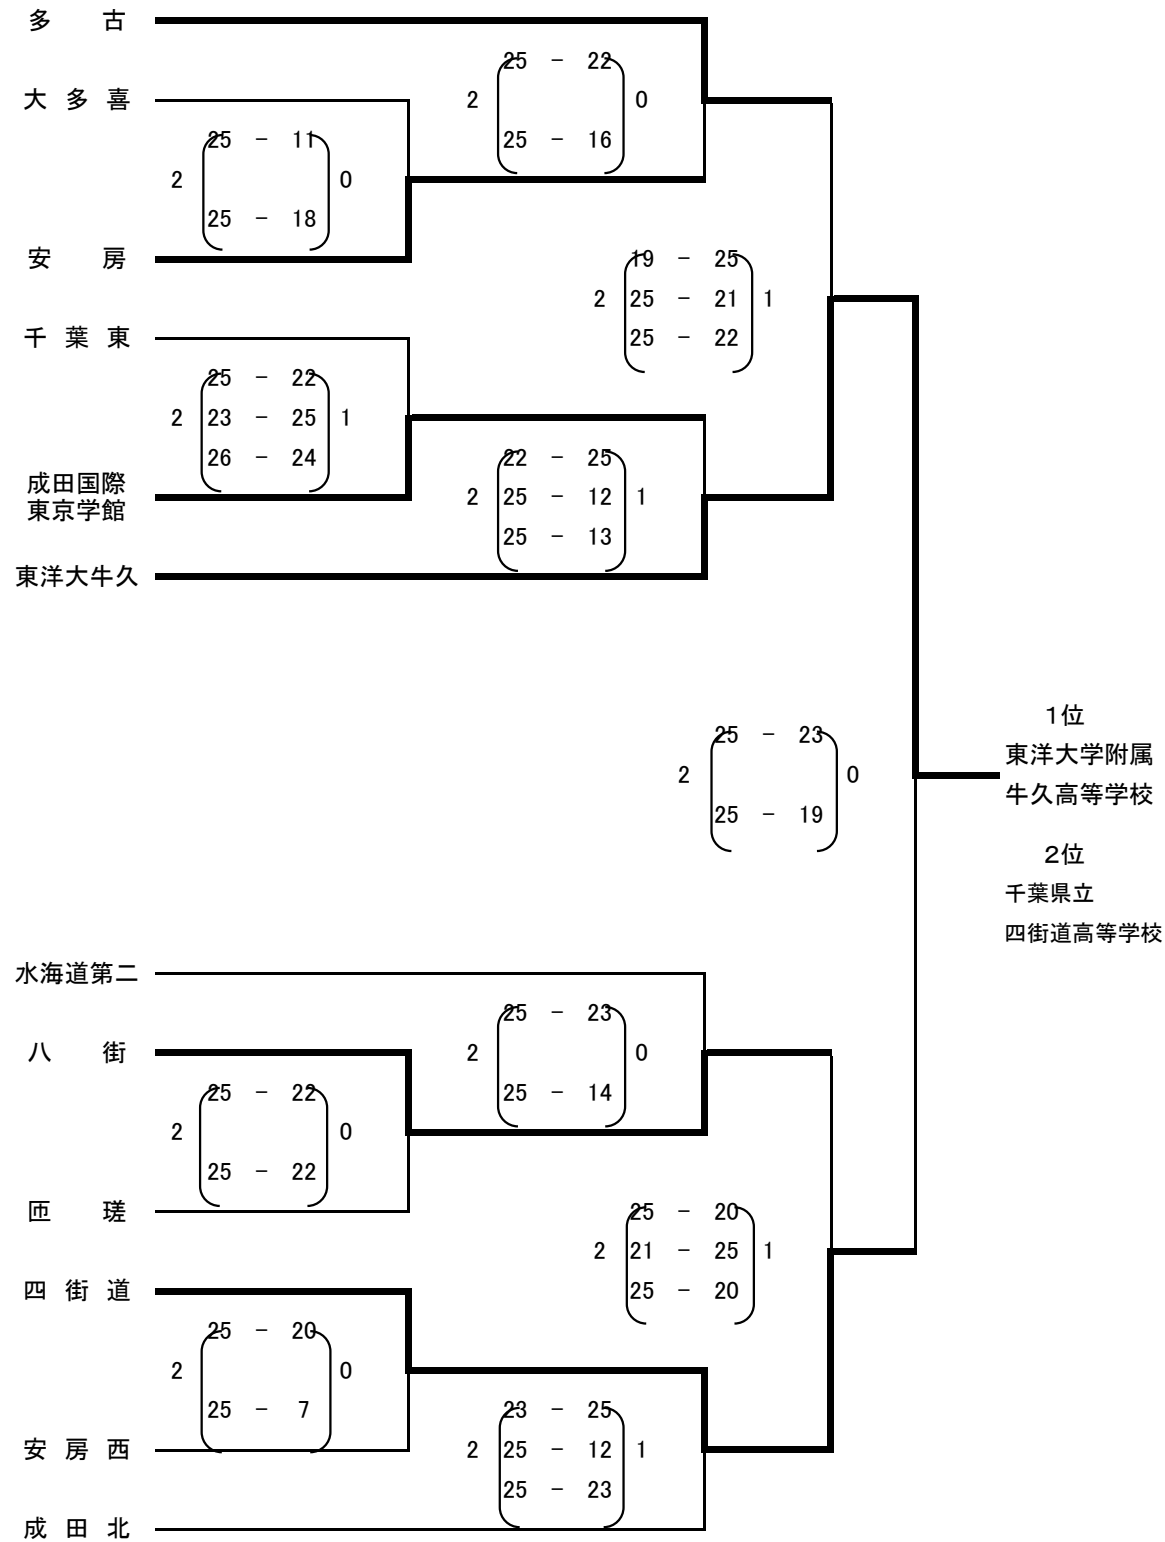 多 古
25 － 22
2 0
25 － 16
大 多 喜
25 － 11
2 0
25 － 18
安 房
19 － 25
2 25 － 21 1
25 － 22
千 葉 東
25 － 22
2 23 － 25 1
26 － 24
成田国際
東京学館
22 － 25
2 25 － 12 1
25 － 13
東洋大牛久
25 － 23
2 0
25 － 19
1位
東洋大学附属
牛久高等学校
2位
千葉県立
四街道高等学校
水海道第二
25 － 23
2 0
25 － 14
八 街
25 － 22
2 0
25 － 22
匝 瑳
25 － 20
2 21 － 25 1
25 － 20
四 街 道
25 － 20
2 0
25 － 7
安 房 西
23 － 25
2 25 － 12 1
25 － 23
成 田 北